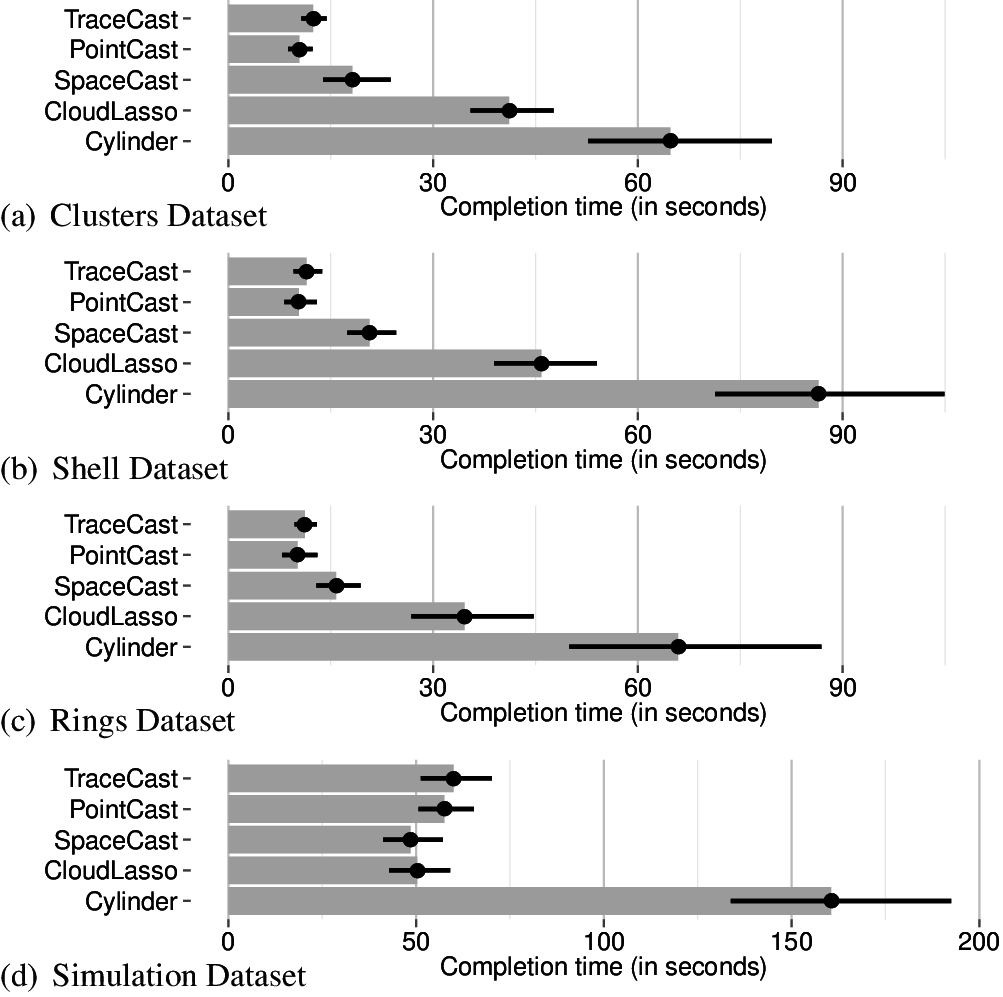 TraceCast
PointCast
SpaceCast
CloudLasso
Cylinder
0 30 60 90
Completion time (in seconds)
(a) Clusters Dataset
TraceCast
PointCast
SpaceCast
CloudLasso
Cylinder
0 30 60 90
Completion time (in seconds)
(b) Shell Dataset
TraceCast
PointCast
SpaceCast
CloudLasso
Cylinder
0 30 60 90
Completion time (in seconds)
(c) Rings Dataset
TraceCast
PointCast
SpaceCast
CloudLasso
Cylinder
0 50 100 150 200
Completion time (in seconds)
(d) Simulation Dataset